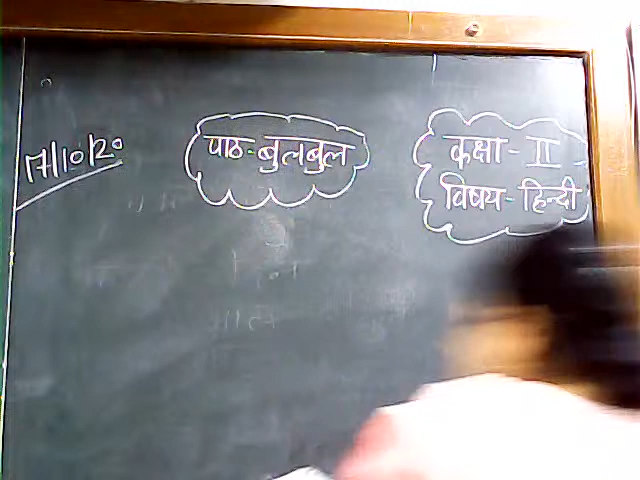 17/10/20
पाठ-बुलबुल
कक्षा - II
विषय - हिन्दी